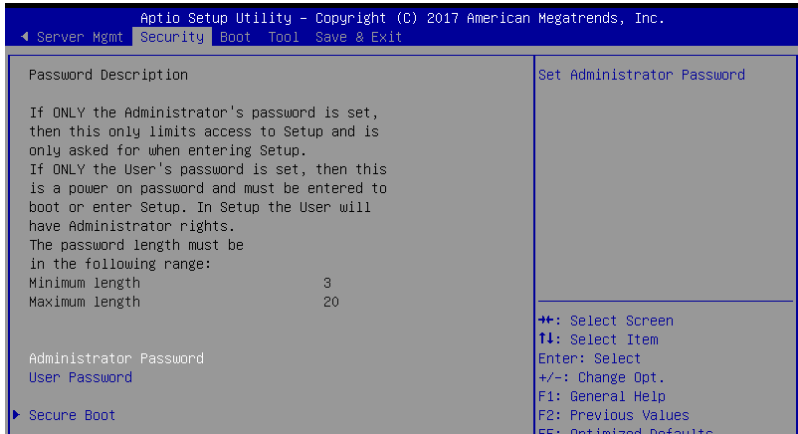 Aptio Setup Utility – Copyright (C) 2017 American Megatrends, Inc.
Server Mgmt Security Boot Tool Save & Exit
Password Description
If ONLY the Administrator's password is set,
then this only limits access to Setup and is
only asked for when entering Setup.
If ONLY the User's password is set, then this
is a power on password and must be entered to
boot or enter Setup. In Setup the User will
have Administrator rights.
The password length must be
in the following range:
Minimum length 3
Maximum length 20
Administrator Password
User Password
Secure Boot
Set Administrator Password
→←: Select Screen
↑↓: Select Item
Enter: Select
+/-: Change Opt.
F1: General Help
F2: Previous Values
Optimized Defaults